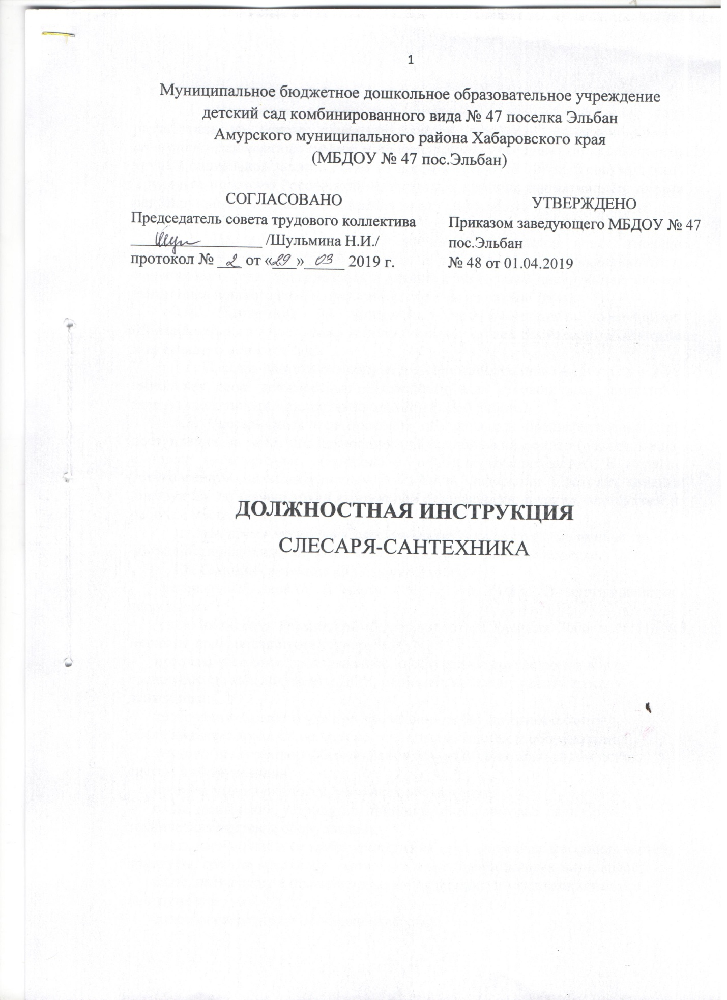 1
Муниципальное бюджетное дошкольное образовательное учреждение
детский сад комбинированного вида № 47 поселка Эльбан
Амурского муниципального района Хабаровского края
(МБДОУ № 47 пос.Эльбан)
СОГЛАСОВАНО
Председатель совета трудового коллектива
/Шульмина Н.И./
протокол № 2 от «29» 03 2019 г.
УТВЕРЖДЕНО
Приказом заведующего МБДОУ № 47
пос.Эльбан
№ 48 от 01.04.2019
ДОЛЖНОСТНАЯ ИНСТРУКЦИЯ
СЛЕСАРЯ-САНТЕХНИКА